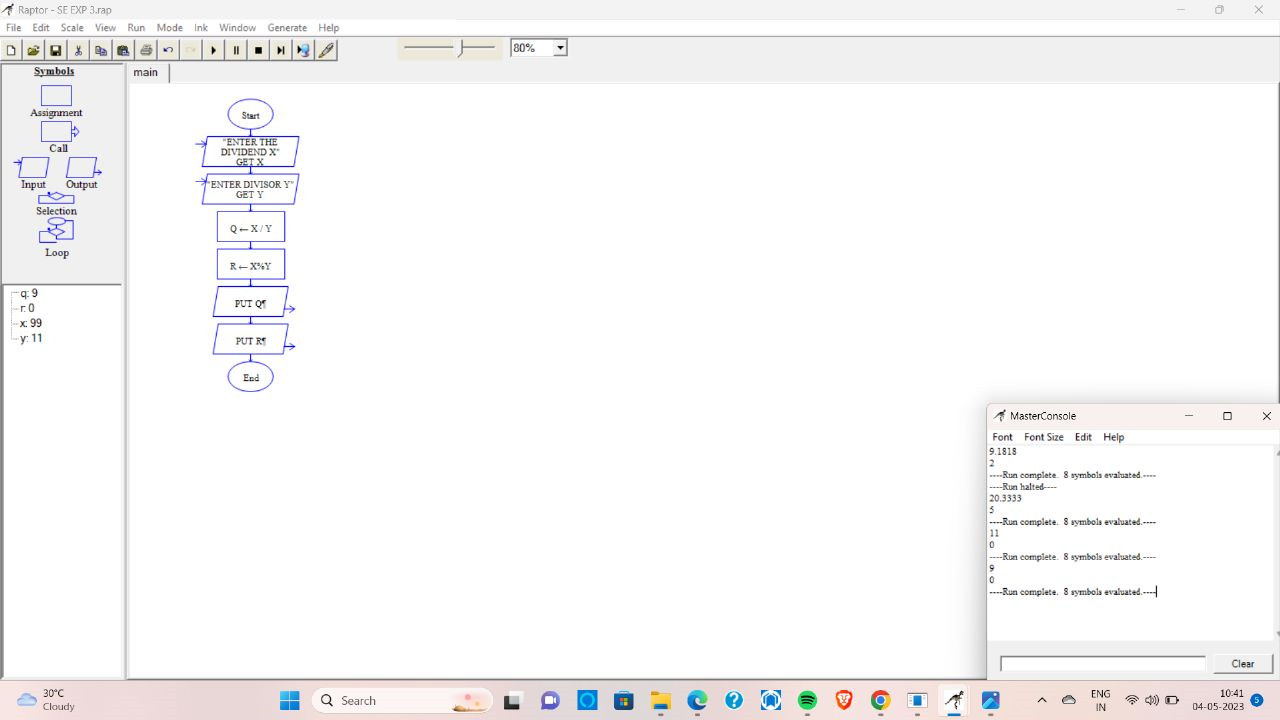 Raptor - SE EXP 3.rap
File Edit Scale View Run Mode Ink Window Generate Help
80%
Symbols
main
Assignment
Call
Input Output
Selection
Loop
q: 9
r: 0
x: 99
y: 11
Start
"ENTER THE
DIVIDEND X"
GET X
"ENTER DIVISOR Y"
GET Y
Q ← X / Y
R ← X%Y
PUT Q¶
PUT R¶
End
MasterConsole
Font Font Size Edit Help
9.1818
2
----Run complete. 8 symbols evaluated.----
----Run halted----
20.3333
5
----Run complete. 8 symbols evaluated.----
11
0
----Run complete. 8 symbols evaluated.----
9
0
----Run complete. 8 symbols evaluated.----
Clear
30°C
Cloudy
Search
ENG
IN
10:41
04-05-2023
5